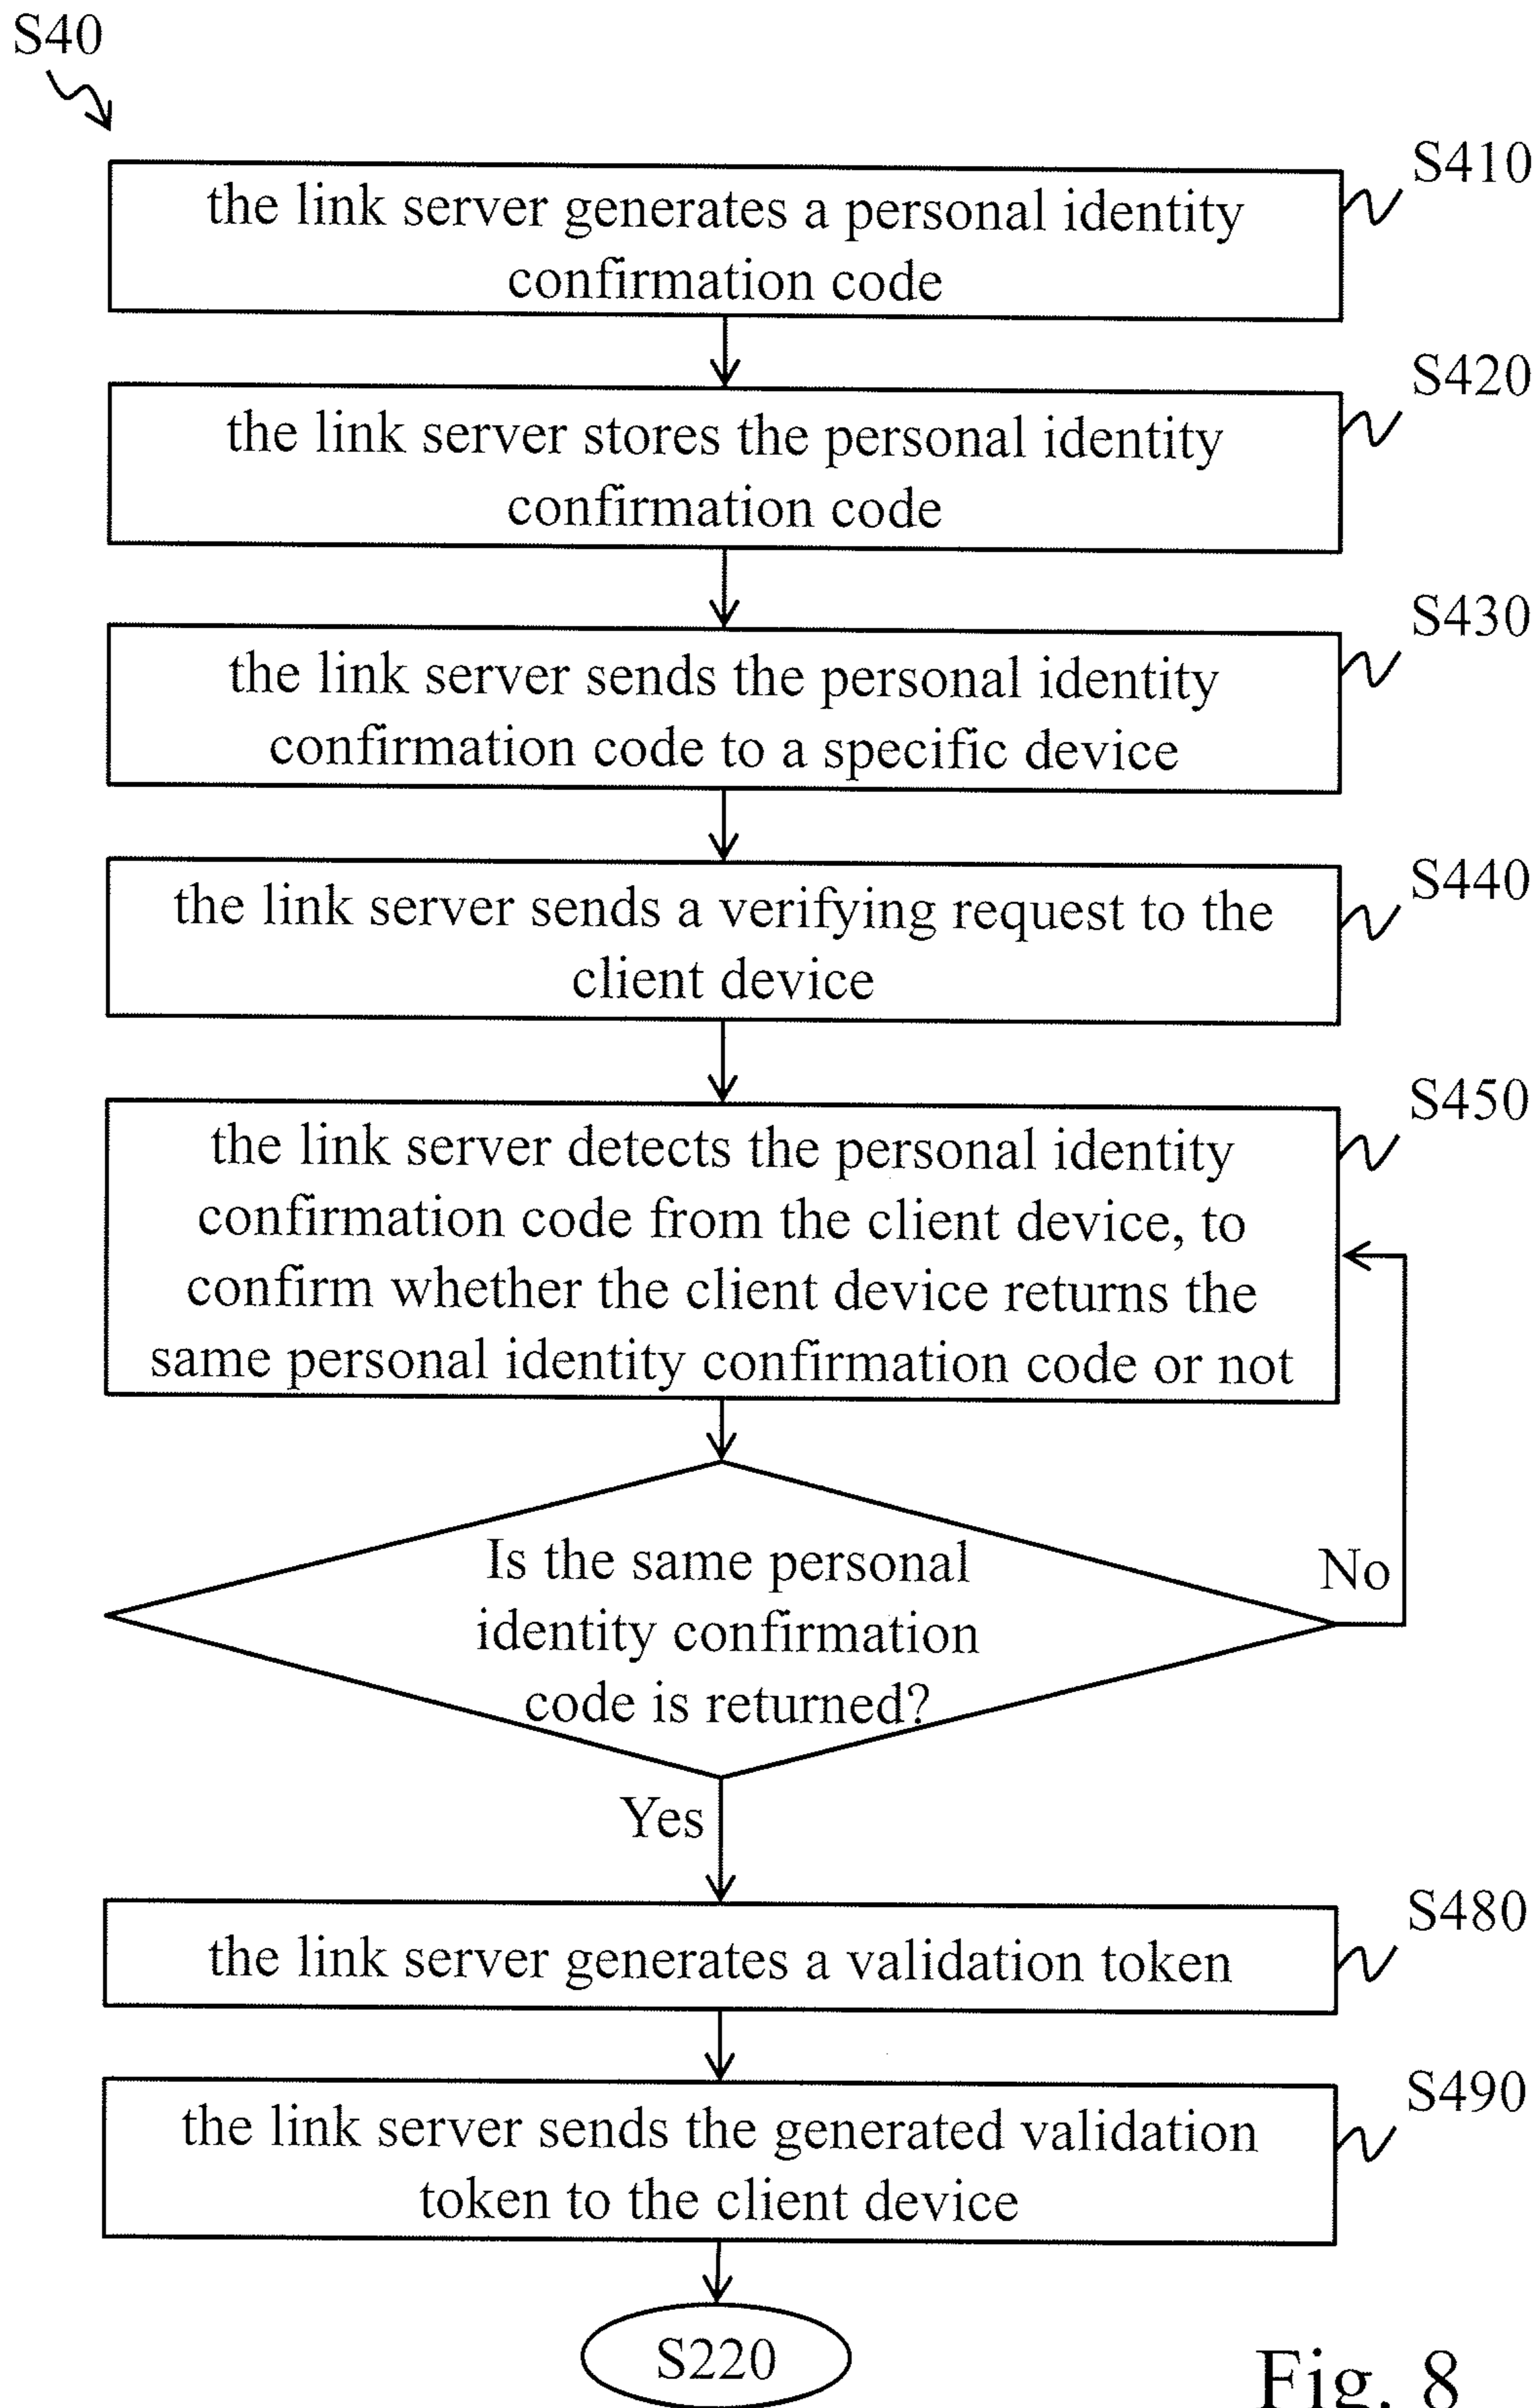 S40
S410
the link server generates a personal identity
confirmation code
S420
the link server stores the personal identity
confirmation code
S430
the link server sends the personal identity
confirmation code to a specific device
S440
the link server sends a verifying request to the
client device
S450
the link server detects the personal identity
confirmation code from the client device, to
confirm whether the client device returns the
same personal identity confirmation code or not
Is the same personal
identity confirmation
code is returned?
No
Yes
S480
the link server generates a validation token
S490
the link server sends the generated validation
token to the client device
S220
Fig. 8